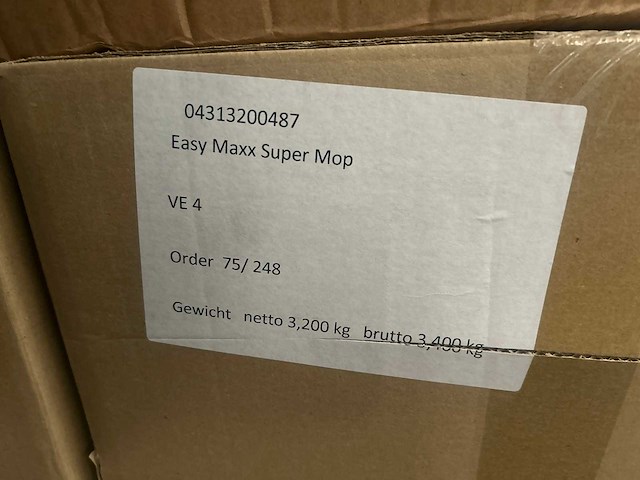 04313200487
Easy Maxx Super Mop
VE 4
Order 75/ 248
Gewicht netto 3,200 kg brutto 3,400 kg